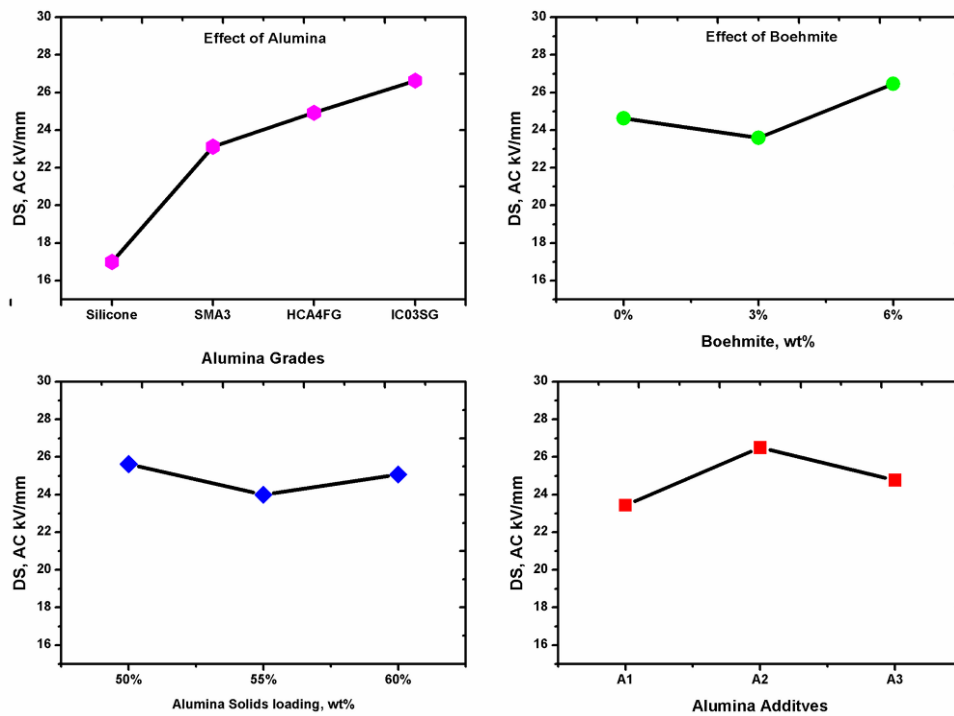 30
28
26
24
22
20
18
16
DS, AC kV/mm
Effect of Alumina
Silicone SMA3 HCA4FG IC03SG
Alumina Grades
30
28
26
24
22
20
18
16
DS, AC kV/mm
Effect of Boehmite
0% 3% 6%
Boehmite, wt%
30
28
26
24
22
20
18
16
DS, AC kV/mm
50% 55% 60%
Alumina Solids loading, wt%
30
28
26
24
22
20
18
16
DS, AC kV/mm
A1 A2 A3
Alumina Additves